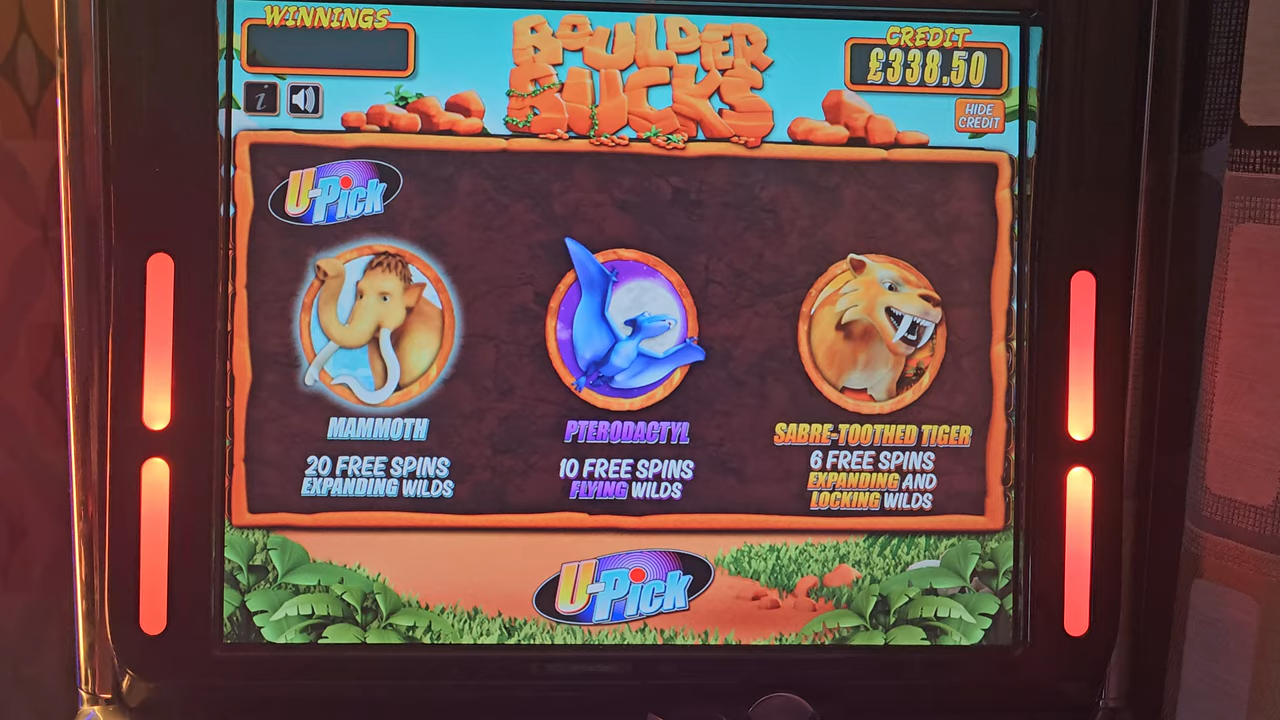 WINNINGS
BOULDER
BUCKS
CREDIT
£338.50
i
HIDE
CREDIT
U-Pick
MAMMOTH
20 FREE SPINS
EXPANDING WILDS
PTERODACTYL
10 FREE SPINS
FLYING WILDS
SABRE-TOOTHED TIGER
6 FREE SPINS
EXPANDING AND
LOCKING WILDS
U-Pick